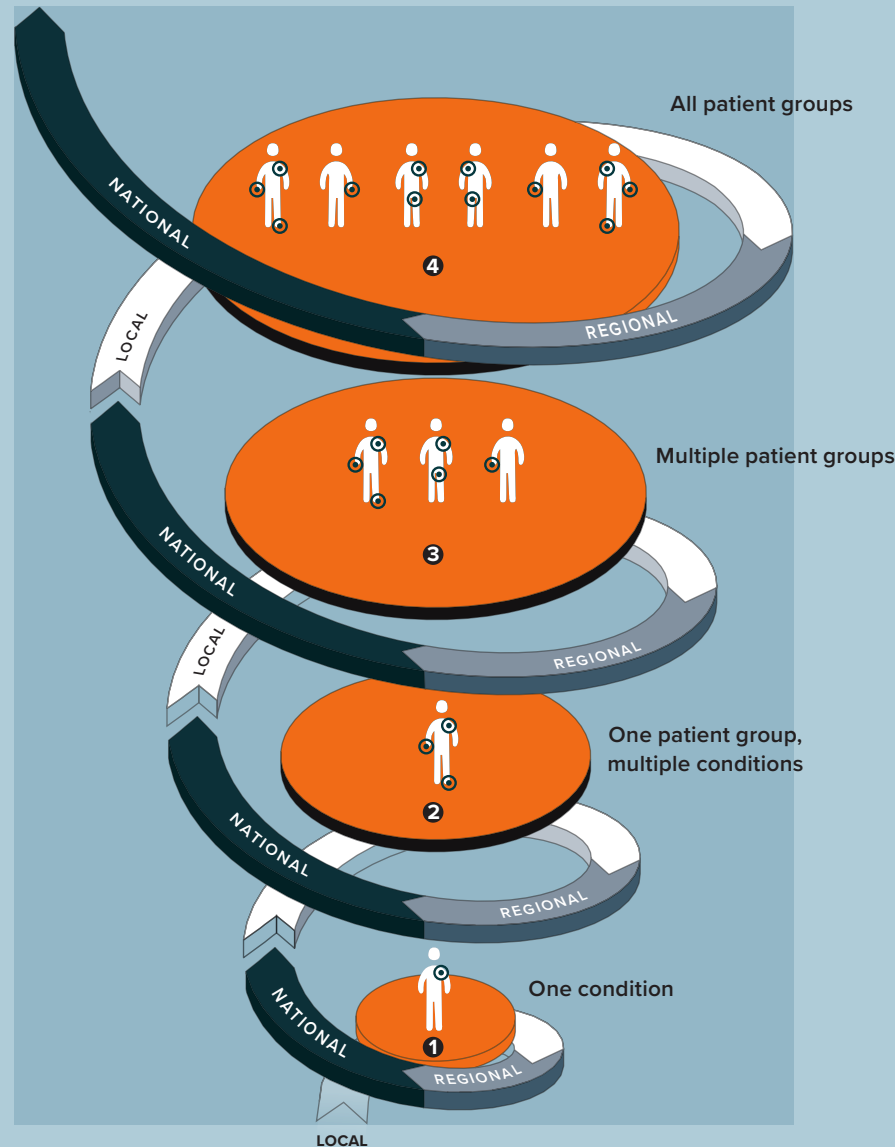 All patient groups
NATIONAL
4
LOCAL
REGIONAL
Multiple patient groups
3
NATIONAL
LOCAL
REGIONAL
One patient group,
multiple conditions
2
NATIONAL
REGIONAL
One condition
NATIONAL
1
REGIONAL
LOCAL